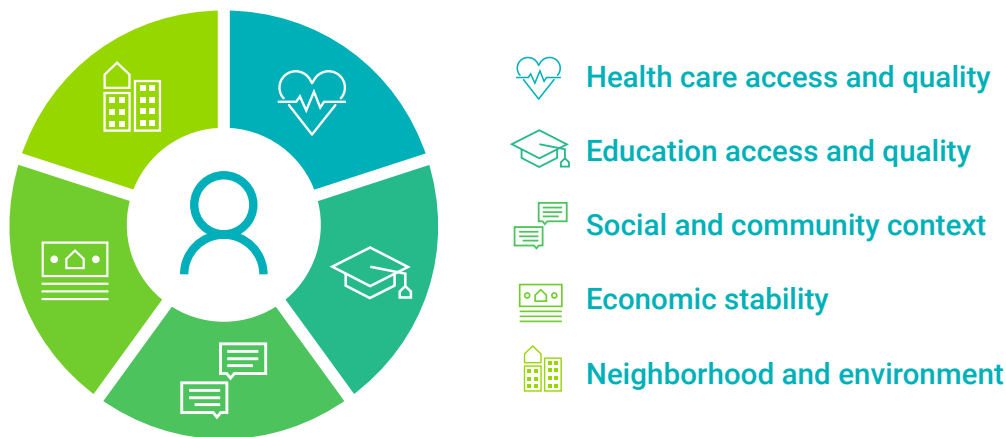 Health care access and quality
Education access and quality
Social and community context
Economic stability
Neighborhood and environment